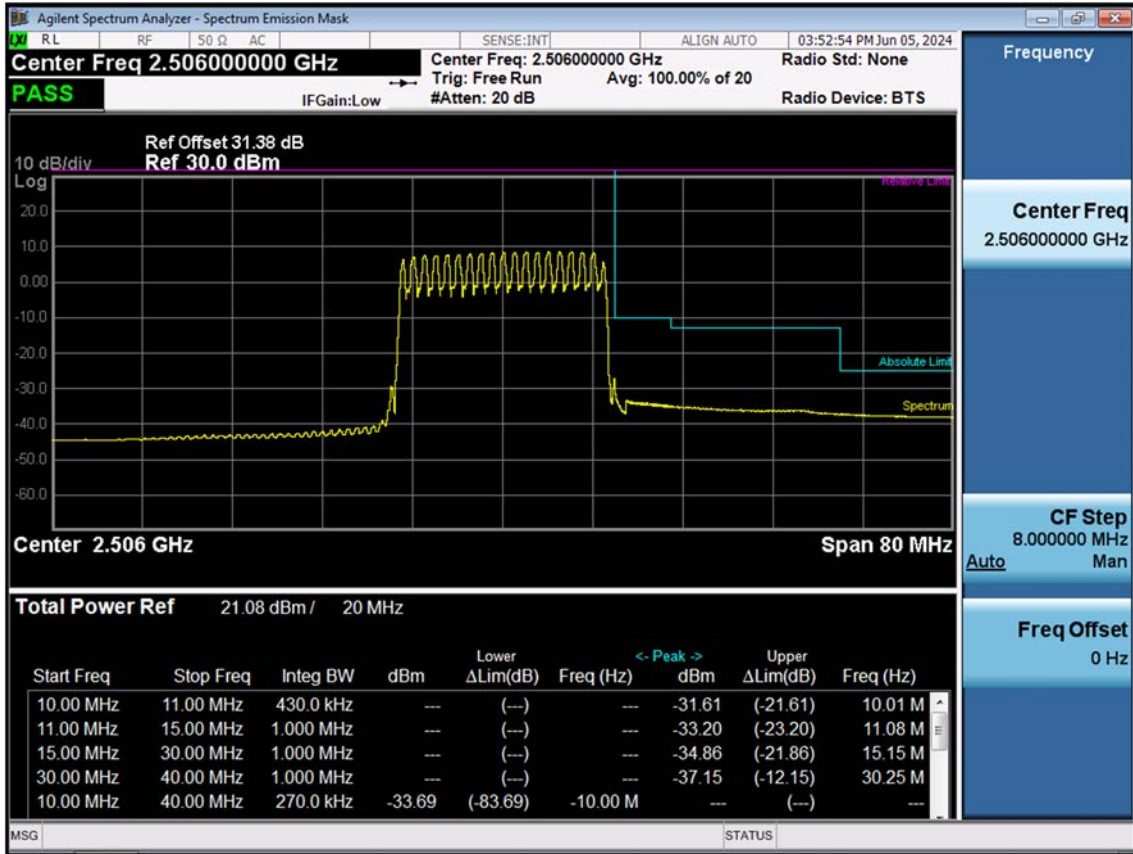 Agilent Spectrum Analyzer - Spectrum Emission Mask
LXI RL RF 50 Ω AC SENSE:INT ALIGN AUTO 03:52:54 PM Jun 05, 2024
Center Freq 2.506000000 GHz
Center Freq: 2.506000000 GHz
Radio Std: None
Trig: Free Run Avg: 100.00% of 20
PASS
IFGain:Low
#Atten: 20 dB
Radio Device: BTS
Ref Offset 31.38 dB
10 dB/div Ref 30.0 dBm
Log
Relative Limit
20.0
10.0
0.00
-10.0
-20.0
Absolute Limit
-30.0
Spectrum
-40.0
-50.0
-60.0
Center 2.506 GHz Span 80 MHz
Total Power Ref 21.08 dBm / 20 MHz
Lower <- Peak -> Upper
Start Freq Stop Freq Integ BW dBm ΔLim(dB) Freq (Hz) dBm ΔLim(dB) Freq (Hz)
10.00 MHz 11.00 MHz 430.0 kHz --- (---) --- -31.61 (-21.61) 10.01 M
11.00 MHz 15.00 MHz 1.000 MHz --- (---) --- -33.20 (-23.20) 11.08 M
15.00 MHz 30.00 MHz 1.000 MHz --- (---) --- -34.86 (-21.86) 15.15 M
30.00 MHz 40.00 MHz 1.000 MHz --- (---) --- -37.15 (-12.15) 30.25 M
10.00 MHz 40.00 MHz 270.0 kHz -33.69 (-83.69) -10.00 M --- (---) ---
MSG STATUS
Frequency
Center Freq
2.506000000 GHz
CF Step
8.000000 MHz
Auto Man
Freq Offset
0 Hz